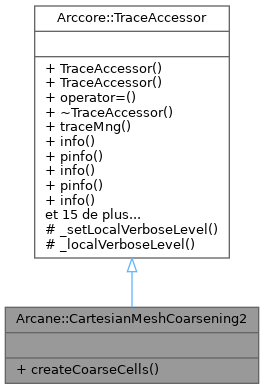 Arccore::TraceAccessor
+ TraceAccessor()
+ TraceAccessor()
+ operator=()
+ ~TraceAccessor()
+ traceMng()
+ info()
+ pinfo()
+ info()
+ pinfo()
+ info()
et 15 de plus...
# _setLocalVerboseLevel()
# _localVerboseLevel()
Arcane::CartesianMeshCoarsening2
+ createCoarseCells()